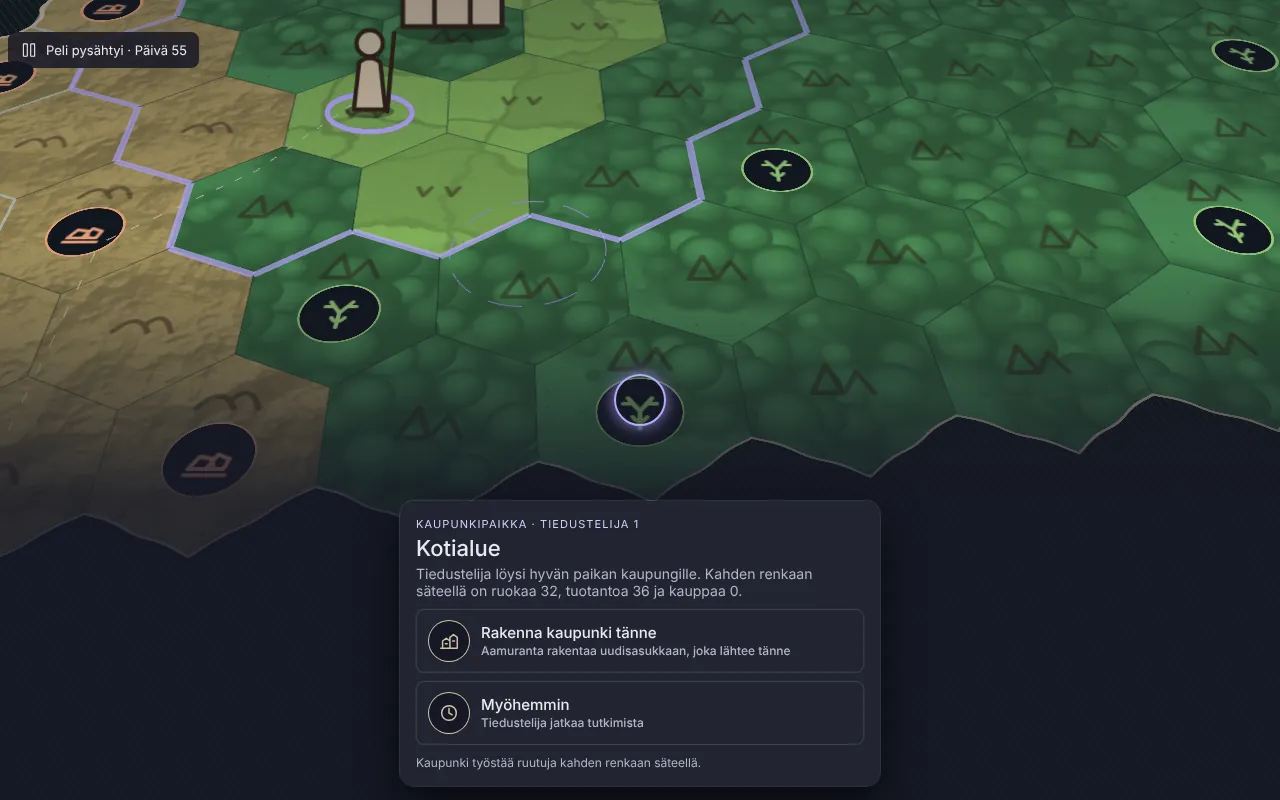 Peli pysähtyi · Päivä 55
KAUPUNKIPAIKKA · TIEDUSTELIJA 1
Kotialue
Tiedustelija löysi hyvän paikan kaupungille. Kahden renkaan
säteellä on ruokaa 32, tuotantoa 36 ja kauppaa 0.
Rakenna kaupunki tänne
Aamuranta rakentaa uudisasukkaan, joka lähtee tänne
Myöhemmin
Tiedustelija jatkaa tutkimista
Kaupunki työstää ruutuja kahden renkaan säteellä.